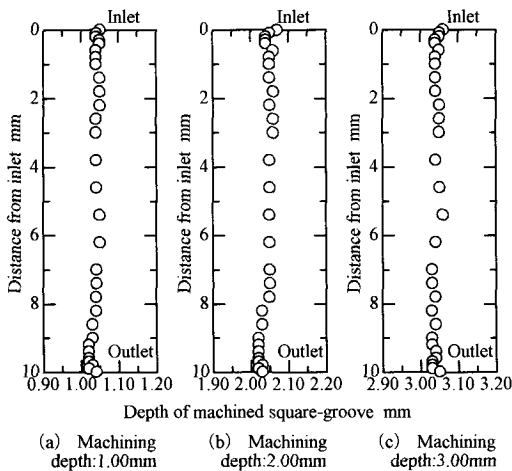 Inlet Inlet Inlet
0 0 0
2 2 2
4 4 4
6 6 6
8 8 8
10 10 10
Distance from inlet mm
Distance from inlet mm
Distance from inlet mm
Outlet Outlet Outlet
0.90 1.00 1.10 1.20 1.90 2.00 2.10 2.20 2.90 3.00 3.10 3.20
Depth of machined square-groove mm
(a) Machining depth:1.00mm
(b) Machining depth:2.00mm
(c) Machining depth:3.00mm